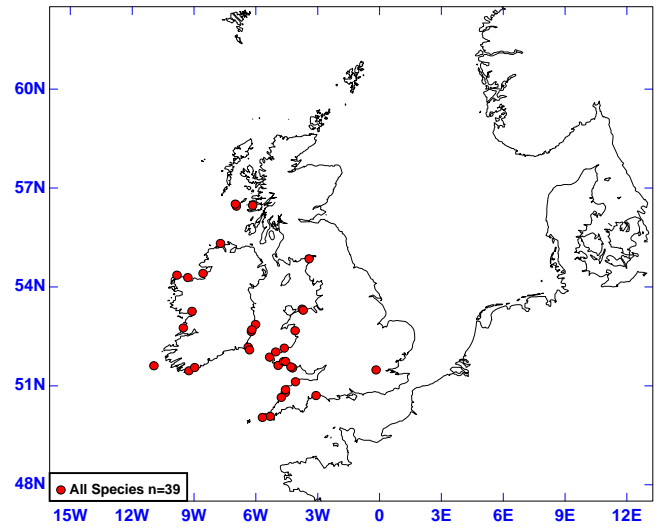 60N
57N
54N
51N
48N
All Species n=39
15W 12W 9W 6W 3W 0 3E 6E 9E 12E